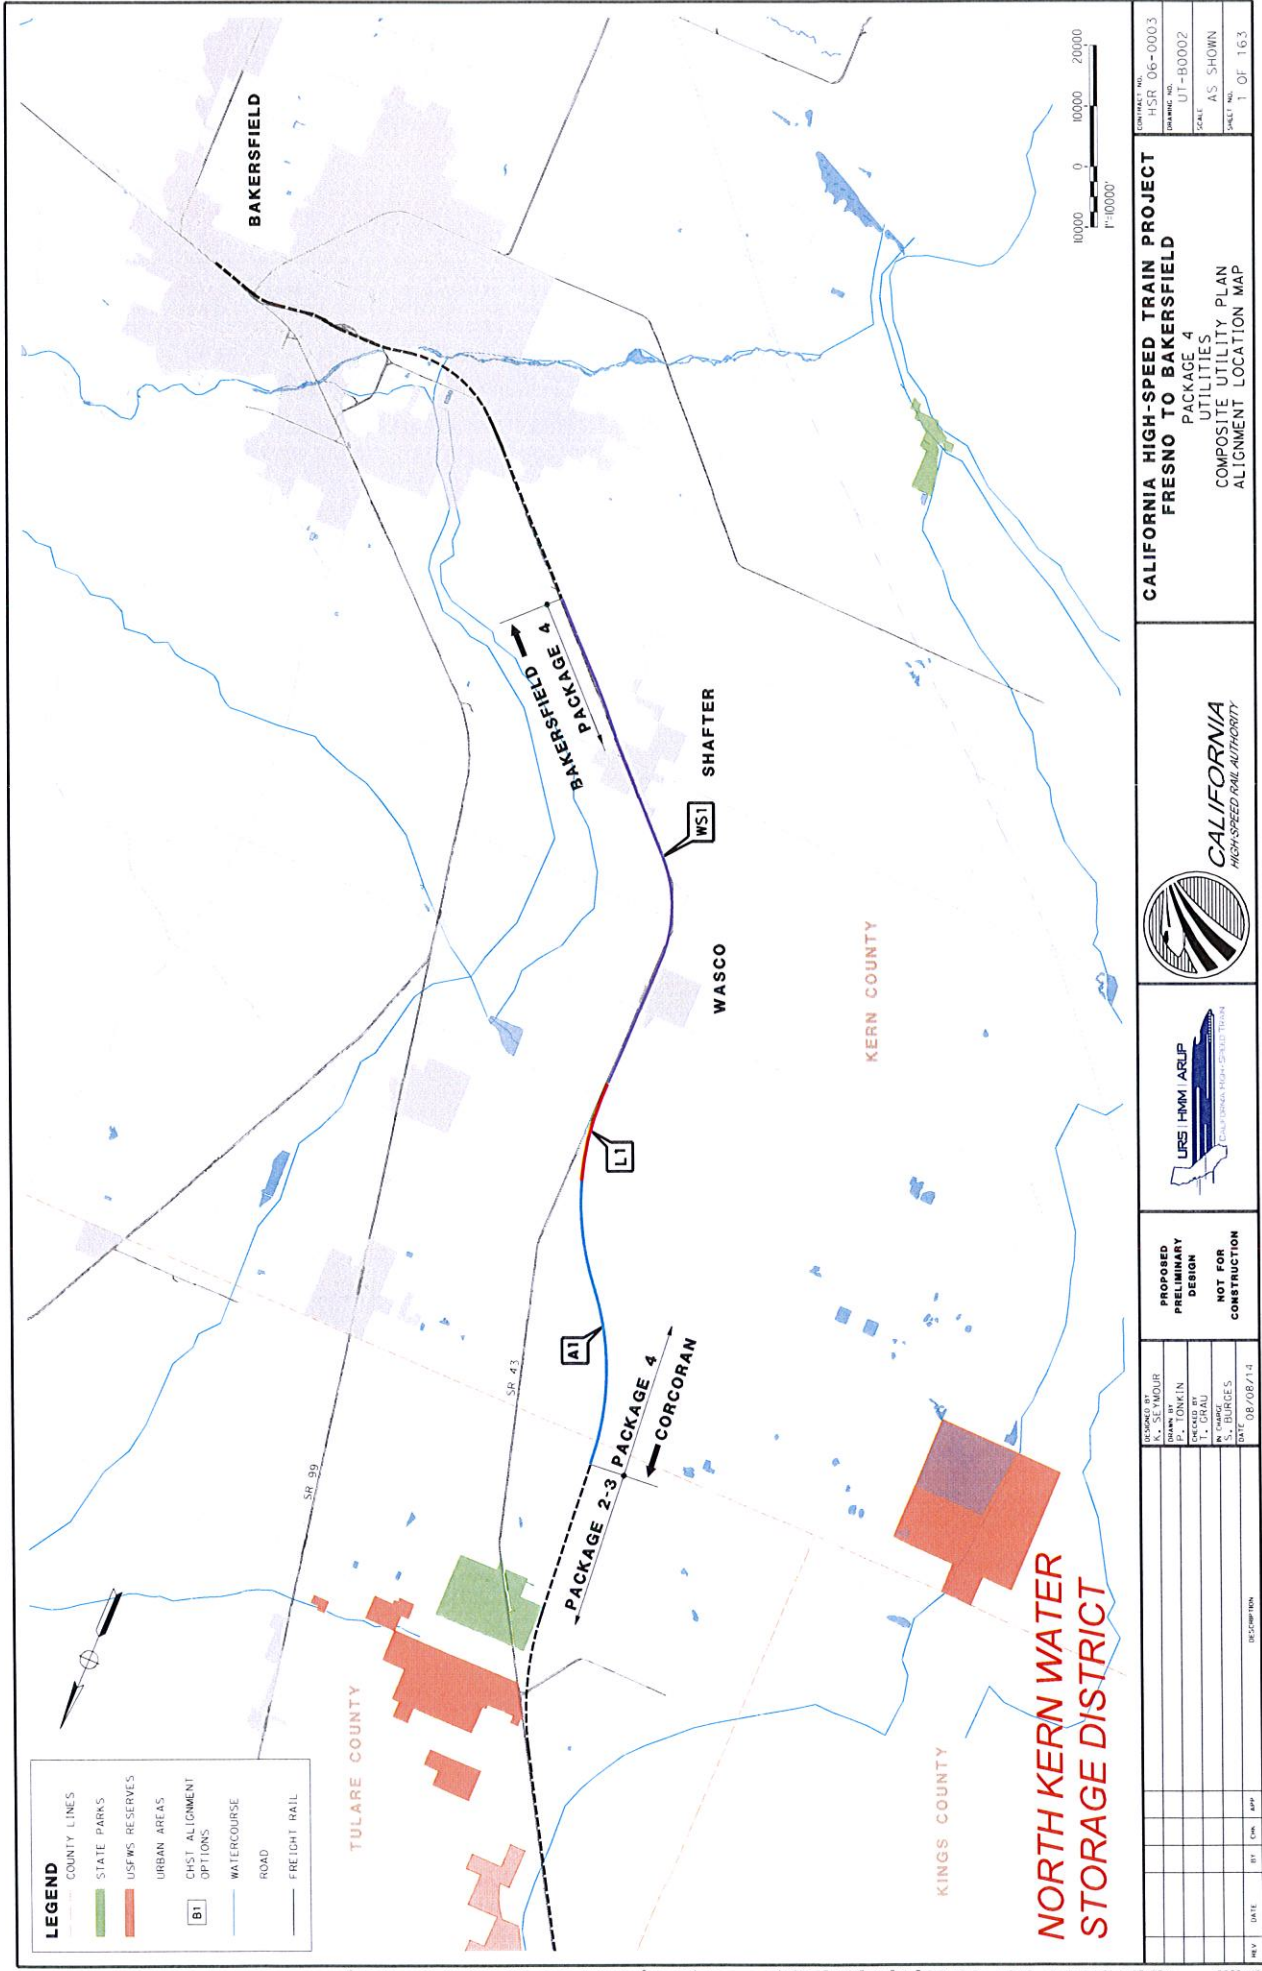 LEGEND
COUNTY LINES
STATE PARKS
USFWS RESERVES
URBAN AREAS
B1
CHST ALIGNMENT
OPTIONS
WATERCOURSE
ROAD
FREIGHT RAIL
TULARE COUNTY
KINGS COUNTY
KERN COUNTY
SR 99
SR 43
PACKAGE 2-3
PACKAGE 4
CORCORAN
A1
L1
WS1
WASCO
SHAFTER
BAKERSFIELD
PACKAGE 4
BAKERSFIELD
10000
0
10000
20000
1":10000'
NORTH KERN WATER
STORAGE DISTRICT
REV
DATE
BY
CHK
APP
DESCRIPTION
DESIGNED BY
K. SEYMOUR
DRAWN BY
P. TONKIN
CHECKED BY
T. GRAU
IN CHARGE
S. BURGES
DATE
08/08/14
PROPOSED
PRELIMINARY
DESIGN
NOT FOR
CONSTRUCTION
URS | HMM | ARUP
CALIFORNIA HIGH-SPEED TRAIN
CALIFORNIA
HIGH-SPEED RAIL AUTHORITY
CALIFORNIA HIGH-SPEED TRAIN PROJECT
FRESNO TO BAKERSFIELD
PACKAGE 4
UTILITIES
COMPOSITE UTILITY PLAN
ALIGNMENT LOCATION MAP
CONTRACT NO.
HSR 06-0003
DRAWING NO.
UT-B0002
SCALE
AS SHOWN
SHEET NO.
1 OF 163